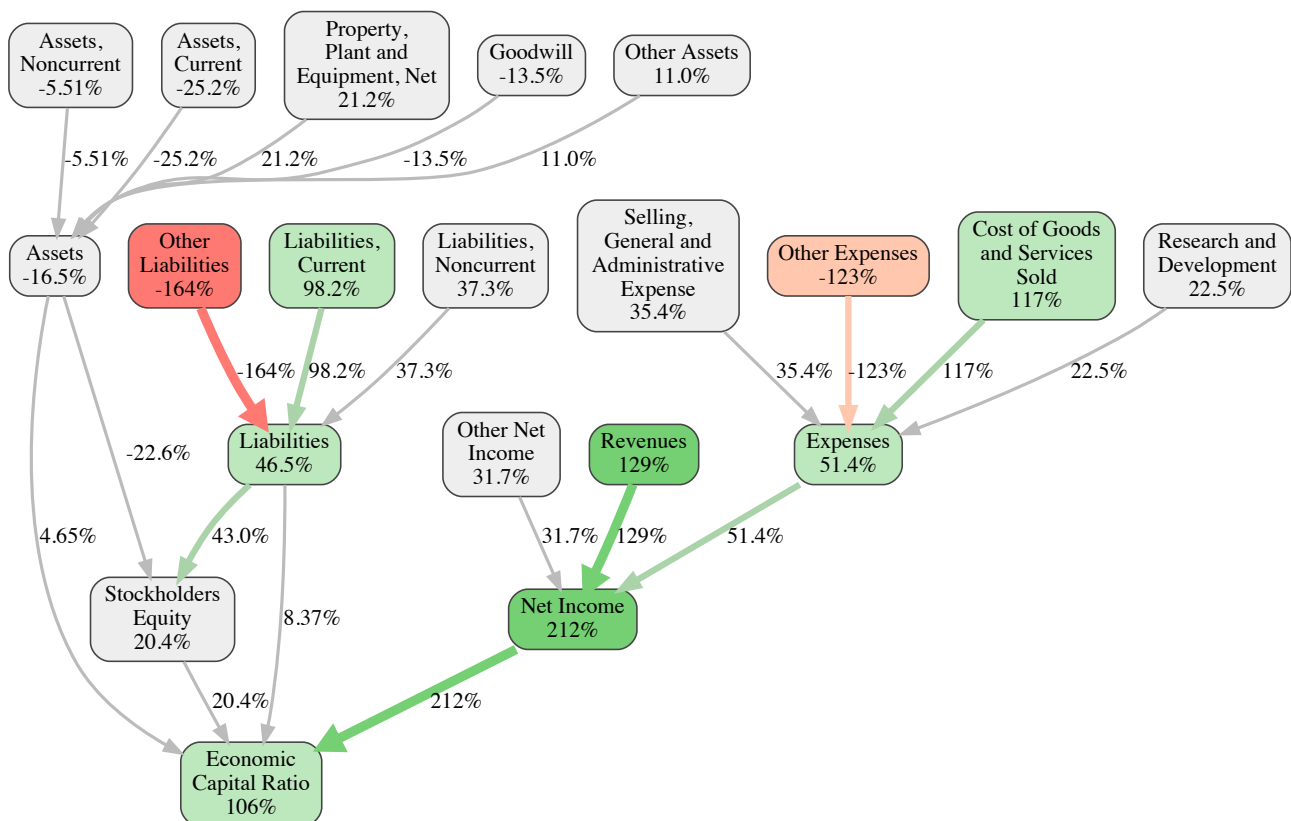 Assets,
Noncurrent
-5.51%
Assets,
Current
-25.2%
Property,
Plant and
Equipment, Net
21.2%
Goodwill
-13.5%
Other Assets
11.0%
-5.51%
-25.2%
21.2%
-13.5%
11.0%
Assets
-16.5%
Other
Liabilities
-164%
Liabilities,
Current
98.2%
Liabilities,
Noncurrent
37.3%
Selling,
General and
Administrative
Expense
35.4%
Other Expenses
-123%
Cost of Goods
and Services
Sold
117%
Research and
Development
22.5%
-164%
98.2%
37.3%
35.4%
-123%
117%
22.5%
Liabilities
46.5%
Other Net
Income
31.7%
Revenues
129%
Expenses
51.4%
-22.6%
4.65%
43.0%
8.37%
31.7%
129%
51.4%
Stockholders
Equity
20.4%
Net Income
212%
20.4%
212%
Economic
Capital Ratio
106%